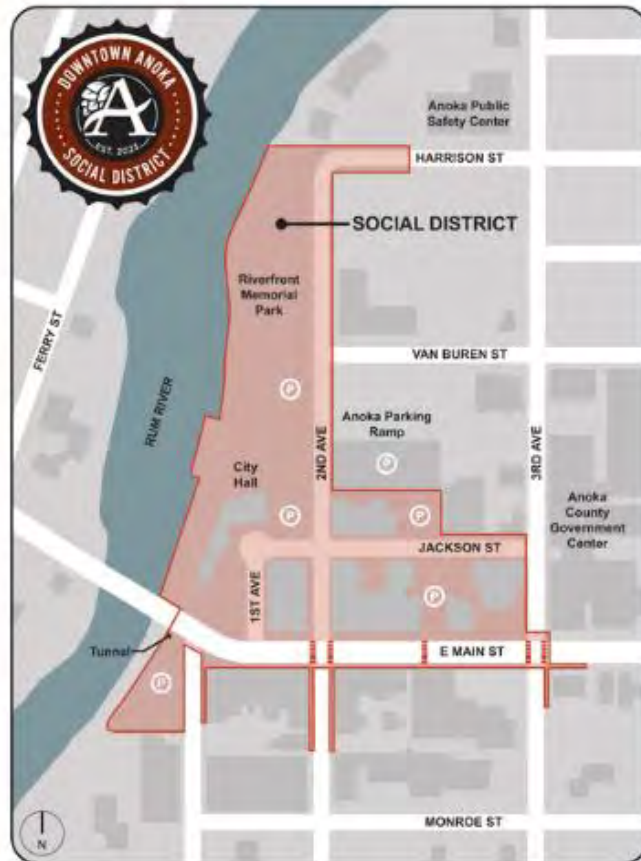 DOWNTOWN ANOKA
A
EST. 2023
SOCIAL DISTRICT
Anoka Public
Safety Center
HARRISON ST
SOCIAL DISTRICT
Riverfront
Memorial
Park
FERRY ST
RUM RIVER
VAN BUREN ST
P
Anoka Parking
Ramp
P
2ND AVE
3RD AVE
City
Hall
P
P
Anoka
County
Government
Center
JACKSON ST
1ST AVE
P
Tunnel
E MAIN ST
P
MONROE ST
N